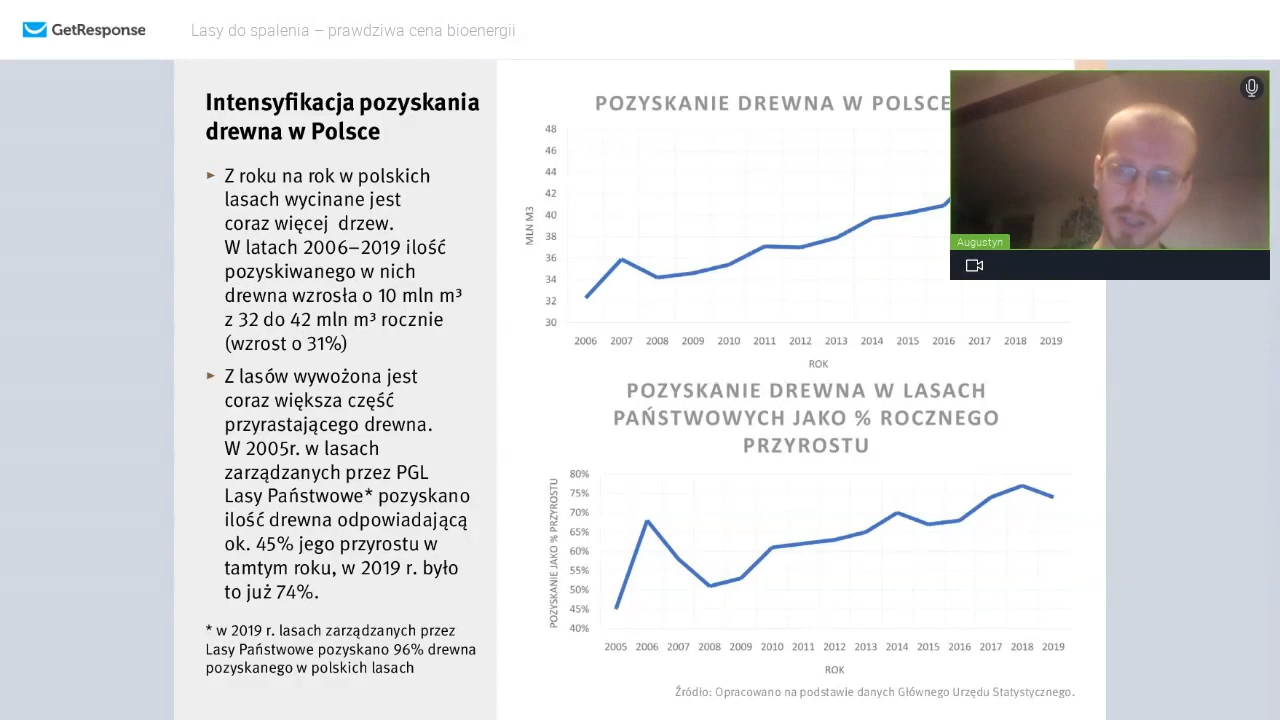 GetResponse
Lasy do spalenia – prawdziwa cena bioenergii
Intensyfikacja pozyskania
drewna w Polsce
Z roku na rok w polskich
lasach wycinane jest
coraz więcej drzew.
W latach 2006–2019 ilość
pozyskiwanego w nich
drewna wzrosła o 10 mln m³
z 32 do 42 mln m³ rocznie
(wzrost o 31%)
Z lasów wywożona jest
coraz większa część
przyrastającego drewna.
W 2005r. w lasach
zarządzanych przez PGL
Lasy Państwowe* pozyskano
ilość drewna odpowiadającą
ok. 45% jego przyrostu w
tamtym roku, w 2019 r. było
to już 74%.
* w 2019 r. lasach zarządzanych przez
Lasy Państwowe pozyskano 96% drewna
pozyskanego w polskich lasach
POZYSKANIE DREWNA W POLSCE
48
46
44
42
40
38
36
34
32
30
MLN M3
2006 2007 2008 2009 2010 2011 2012 2013 2014 2015 2016 2017 2018 2019
ROK
Augustyn
POZYSKANIE DREWNA W LASACH
PAŃSTWOWYCH JAKO % ROCZNEGO
PRZYROSTU
80%
75%
70%
65%
60%
55%
50%
45%
40%
POZYSKANIE JAKO % PRZYROSTU
2005 2006 2007 2008 2009 2010 2011 2012 2013 2014 2015 2016 2017 2018 2019
ROK
Źródło: Opracowano na podstawie danych Głównego Urzędu Statystycznego.